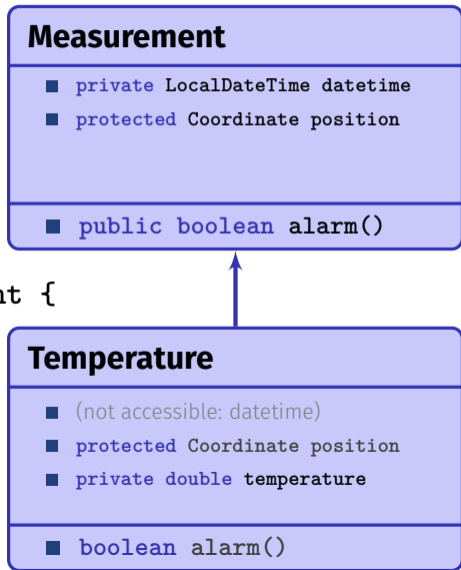 Measurement
private LocalDateTime datetime
protected Coordinate position
public boolean alarm()
nt {
Temperature
(not accessible: datetime)
protected Coordinate position
private double temperature
boolean alarm()